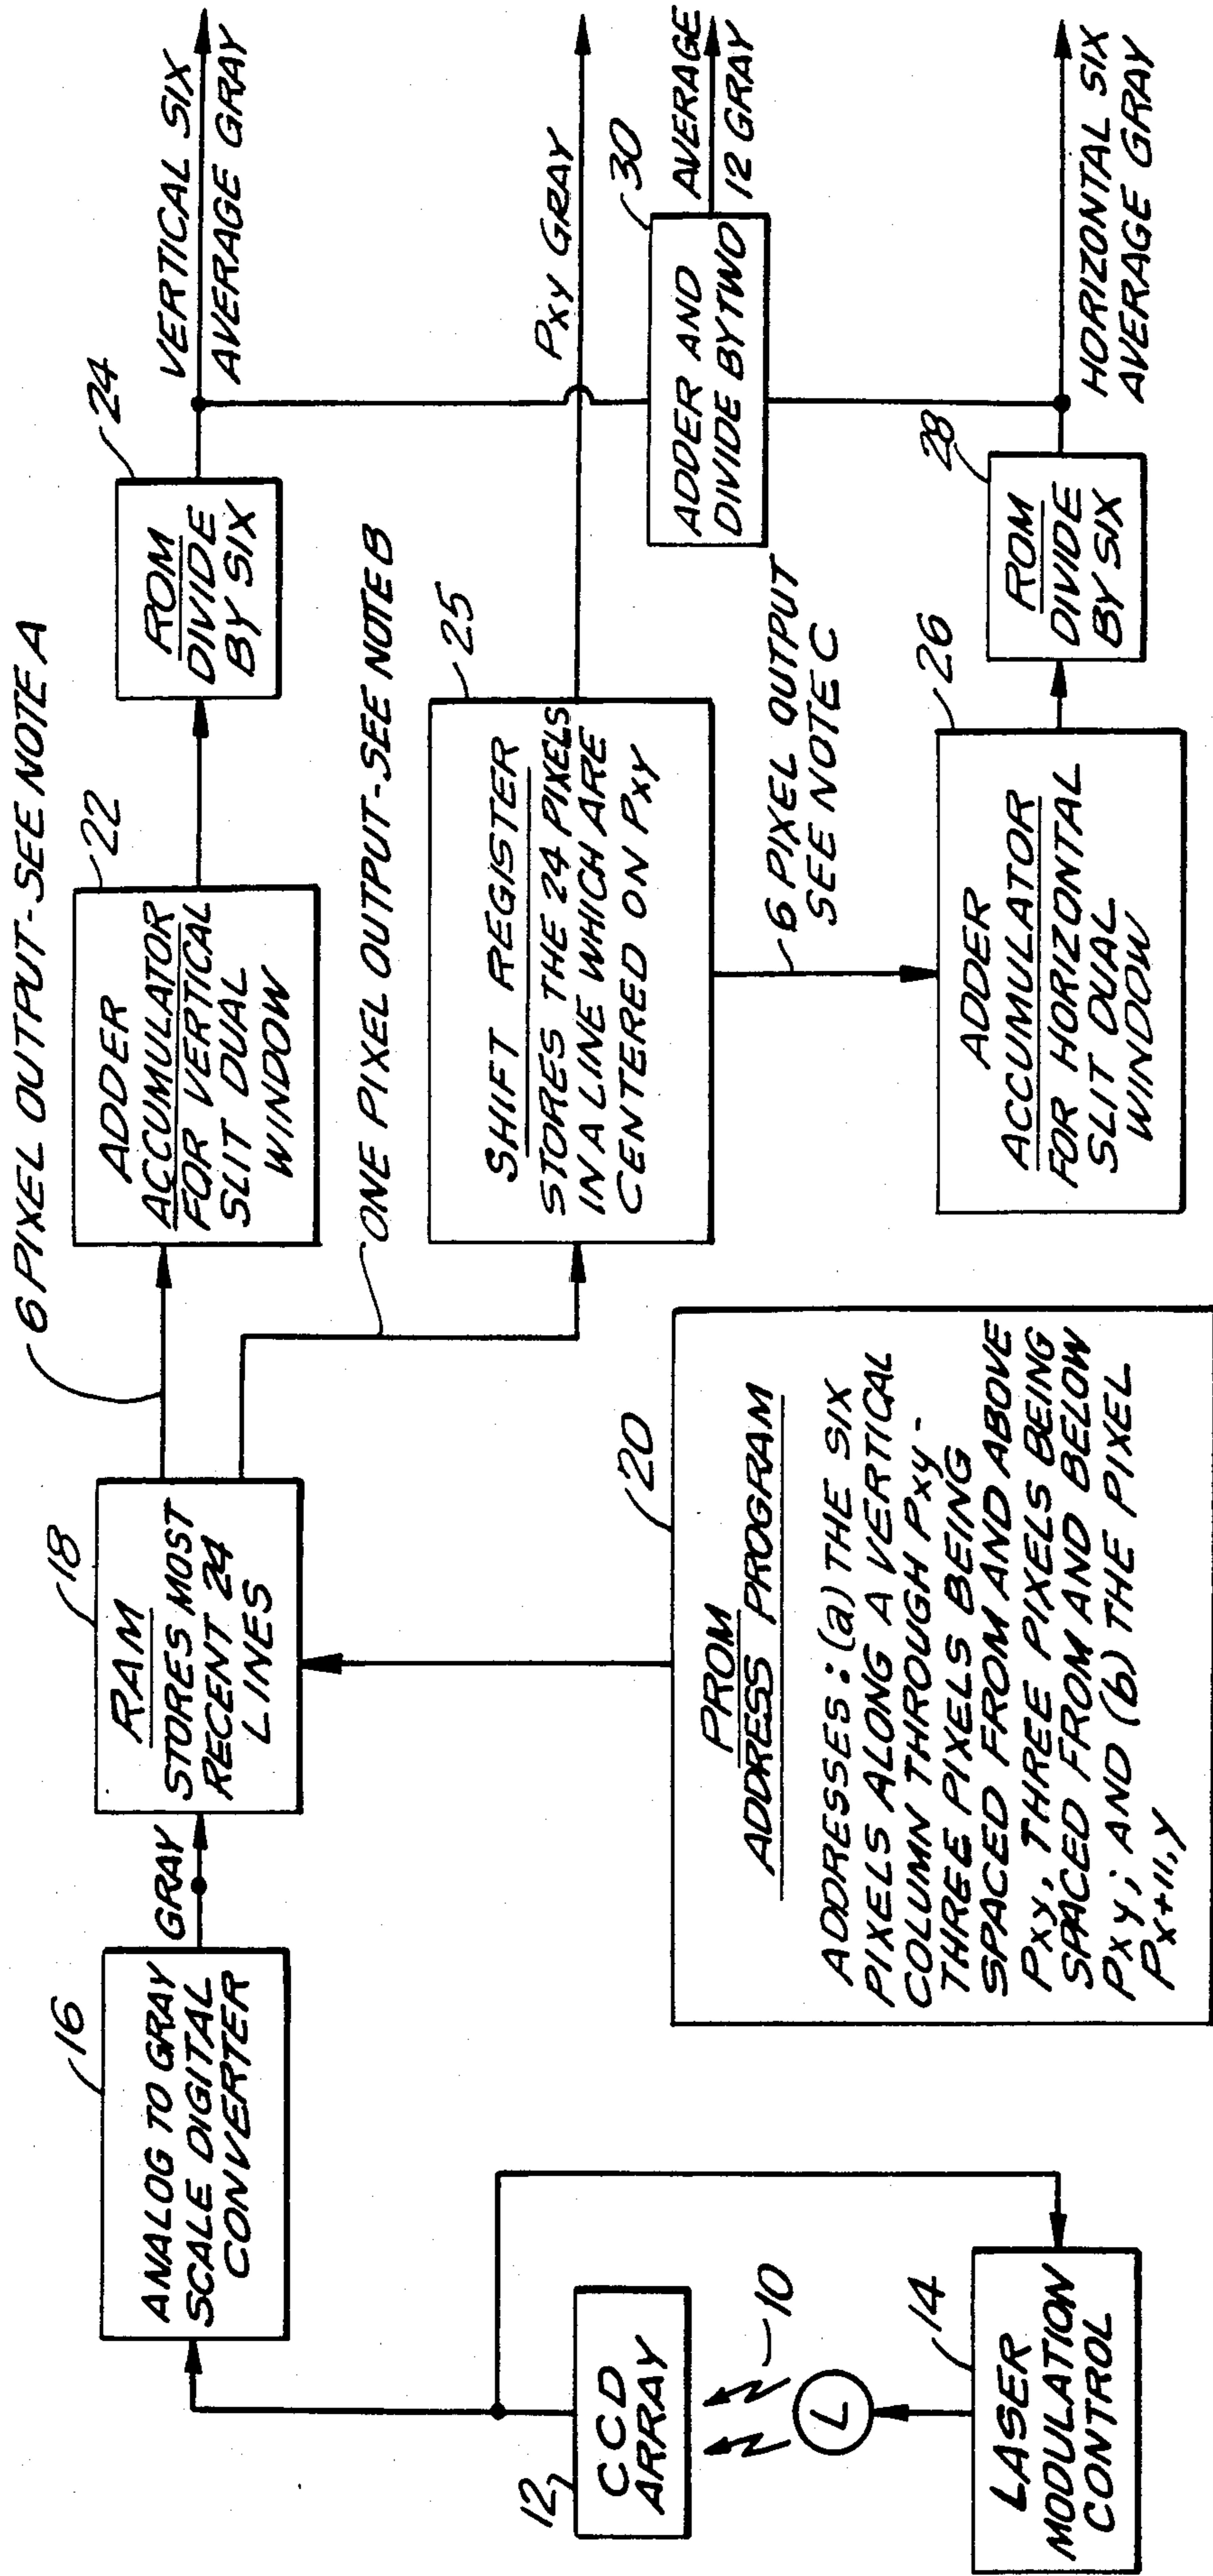 6 PIXEL OUTPUT-SEE NOTE A
16
ANALOG TO GRAY
SCALE DIGITAL
CONVERTER
GRAY
18
RAM
STORES MOST
RECENT 24
LINES
22
ADDER
ACCUMULATOR
FOR VERTICAL
SLIT DUAL
WINDOW
24
ROM
DIVIDE
BY SIX
VERTICAL SIX
AVERAGE GRAY
ONE PIXEL OUTPUT-SEE NOTE B
12
CCD
ARRAY
10
L
14
LASER
MODULATION
CONTROL
20
PROM
ADDRESS PROGRAM
ADDRESSES: (a) THE SIX
PIXELS ALONG A VERTICAL
COLUMN THROUGH Pxy -
THREE PIXELS BEING
SPACED FROM AND ABOVE
Pxy, THREE PIXELS BEING
SPACED FROM AND BELOW
Pxy; AND (b) THE PIXEL
Px+11,y
25
SHIFT REGISTER
STORES THE 24 PIXELS
IN A LINE WHICH ARE
CENTERED ON Pxy
Pxy GRAY
6 PIXEL OUTPUT
SEE NOTE C
30
ADDER AND
DIVIDE BY TWO
AVERAGE
12 GRAY
26
ADDER
ACCUMULATOR
FOR HORIZONTAL
SLIT DUAL
WINDOW
28
ROM
DIVIDE
BY SIX
HORIZONTAL SIX
AVERAGE GRAY